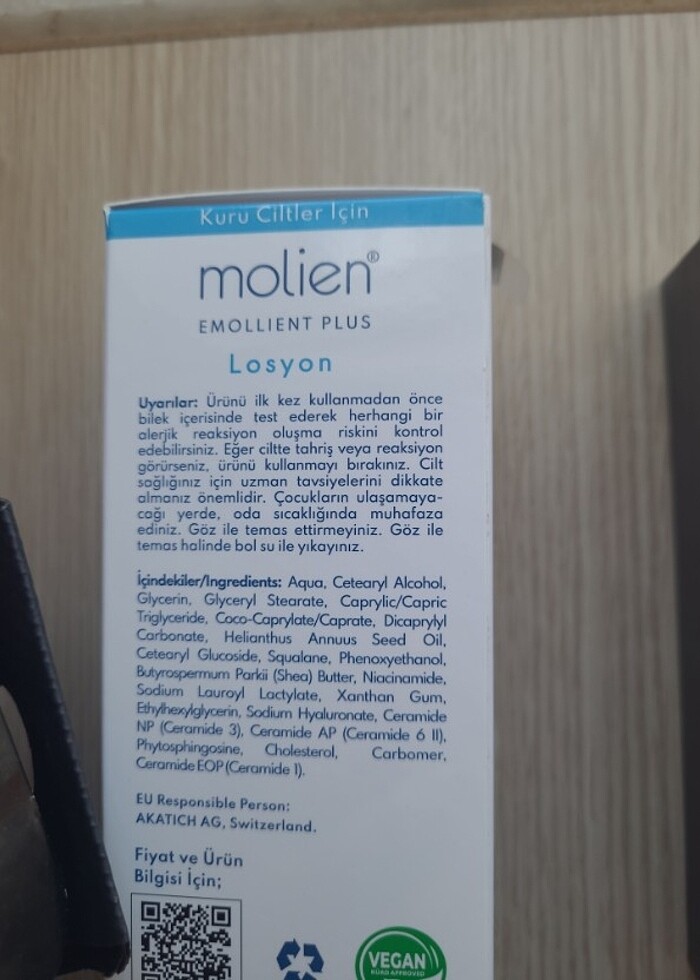 Kuru Ciltler İçin
molien®
EMOLLIENT PLUS
Losyon
Uyarılar: Ürünü ilk kez kullanmadan önce
bilek içerisinde test ederek herhangi bir
alerjik reaksiyon oluşma riskini kontrol
edebilirsiniz. Eğer ciltte tahriş veya reaksiyon
görürseniz, ürünü kullanmayı bırakınız. Cilt
sağlığınız için uzman tavsiyelerini dikkate
almanız önemlidir. Çocukların ulaşamaya-
cağı yerde, oda sıcaklığında muhafaza
ediniz. Göz ile temas ettirmeyiniz. Göz ile
temas halinde bol su ile yıkayınız.
İçindekiler/Ingredients: Aqua, Cetearyl Alcohol,
Glycerin, Glyceryl Stearate, Caprylic/Capric
Triglyceride, Coco-Caprylate/Caprate, Dicaprylyl
Carbonate, Helianthus Annuus Seed Oil,
Cetearyl Glucoside, Squalane, Phenoxyethanol,
Butyrospermum Parkii (Shea) Butter, Niacinamide,
Sodium Lauroyl Lactylate, Xanthan Gum,
Ethylhexylglycerin, Sodium Hyaluronate, Ceramide
NP (Ceramide 3), Ceramide AP (Ceramide 6 II),
Phytosphingosine, Cholesterol, Carbomer,
Ceramide EOP (Ceramide 1).
EU Responsible Person:
AKATICH AG, Switzerland.
Fiyat ve Ürün
Bilgisi İçin;
VEGAN
APPROVED